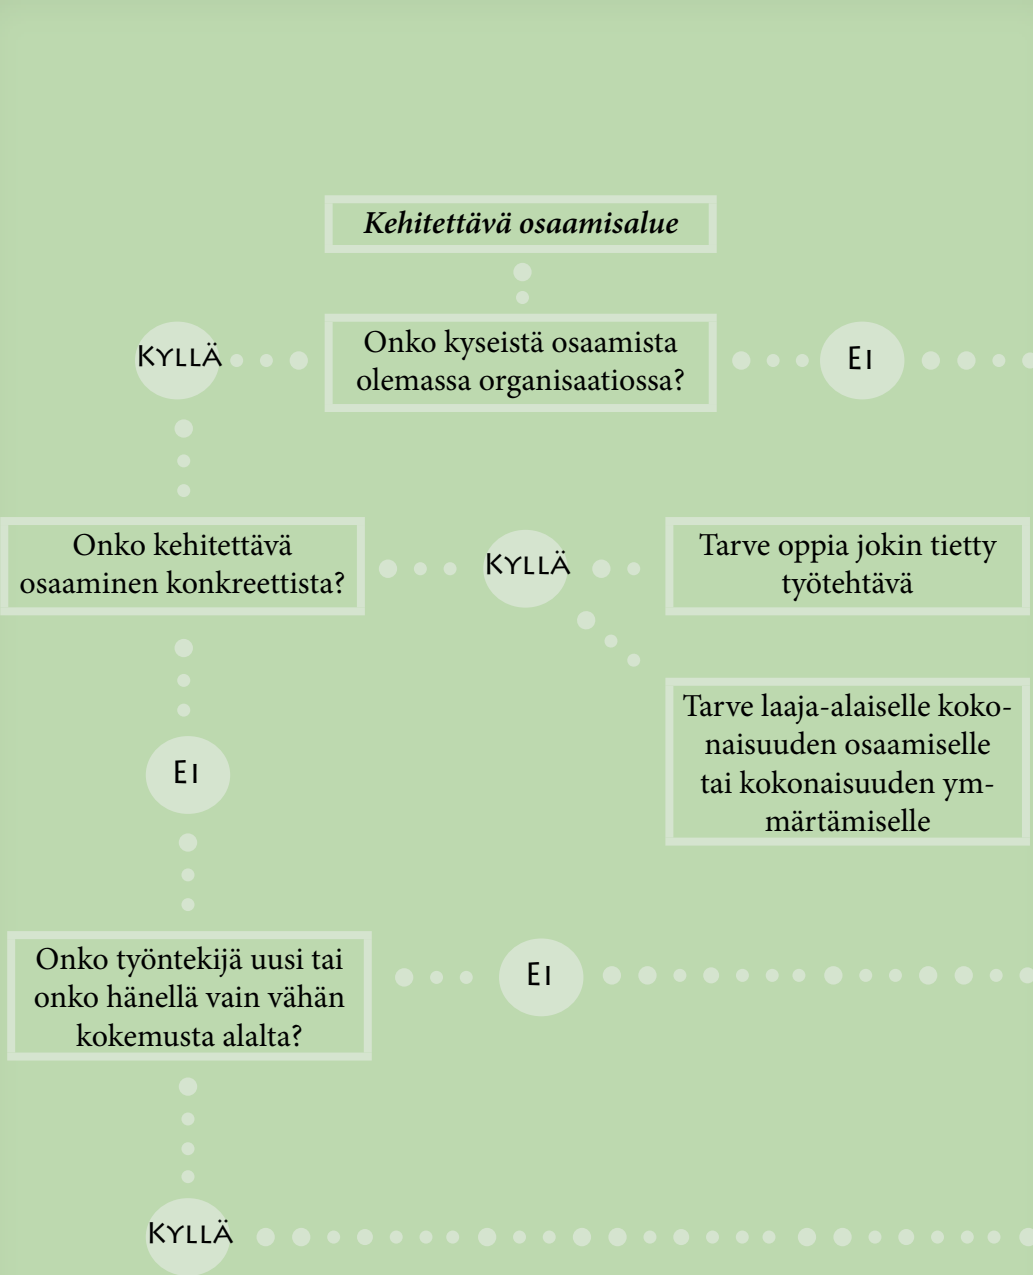 Kehitettävä osaamisalue
Kyllä
Onko kyseistä osaamista
olemassa organisaatiossa?
Ei
Onko kehitettävä
osaaminen konkreettista?
Kyllä
Tarve oppia jokin tietty
työtehtävä
Tarve laaja-alaiselle koko-
naisuuden osaamiselle
tai kokonaisuuden ym-
märtämiselle
Ei
Onko työntekijä uusi tai
onko hänellä vain vähän
kokemusta alalta?
Ei
Kyllä